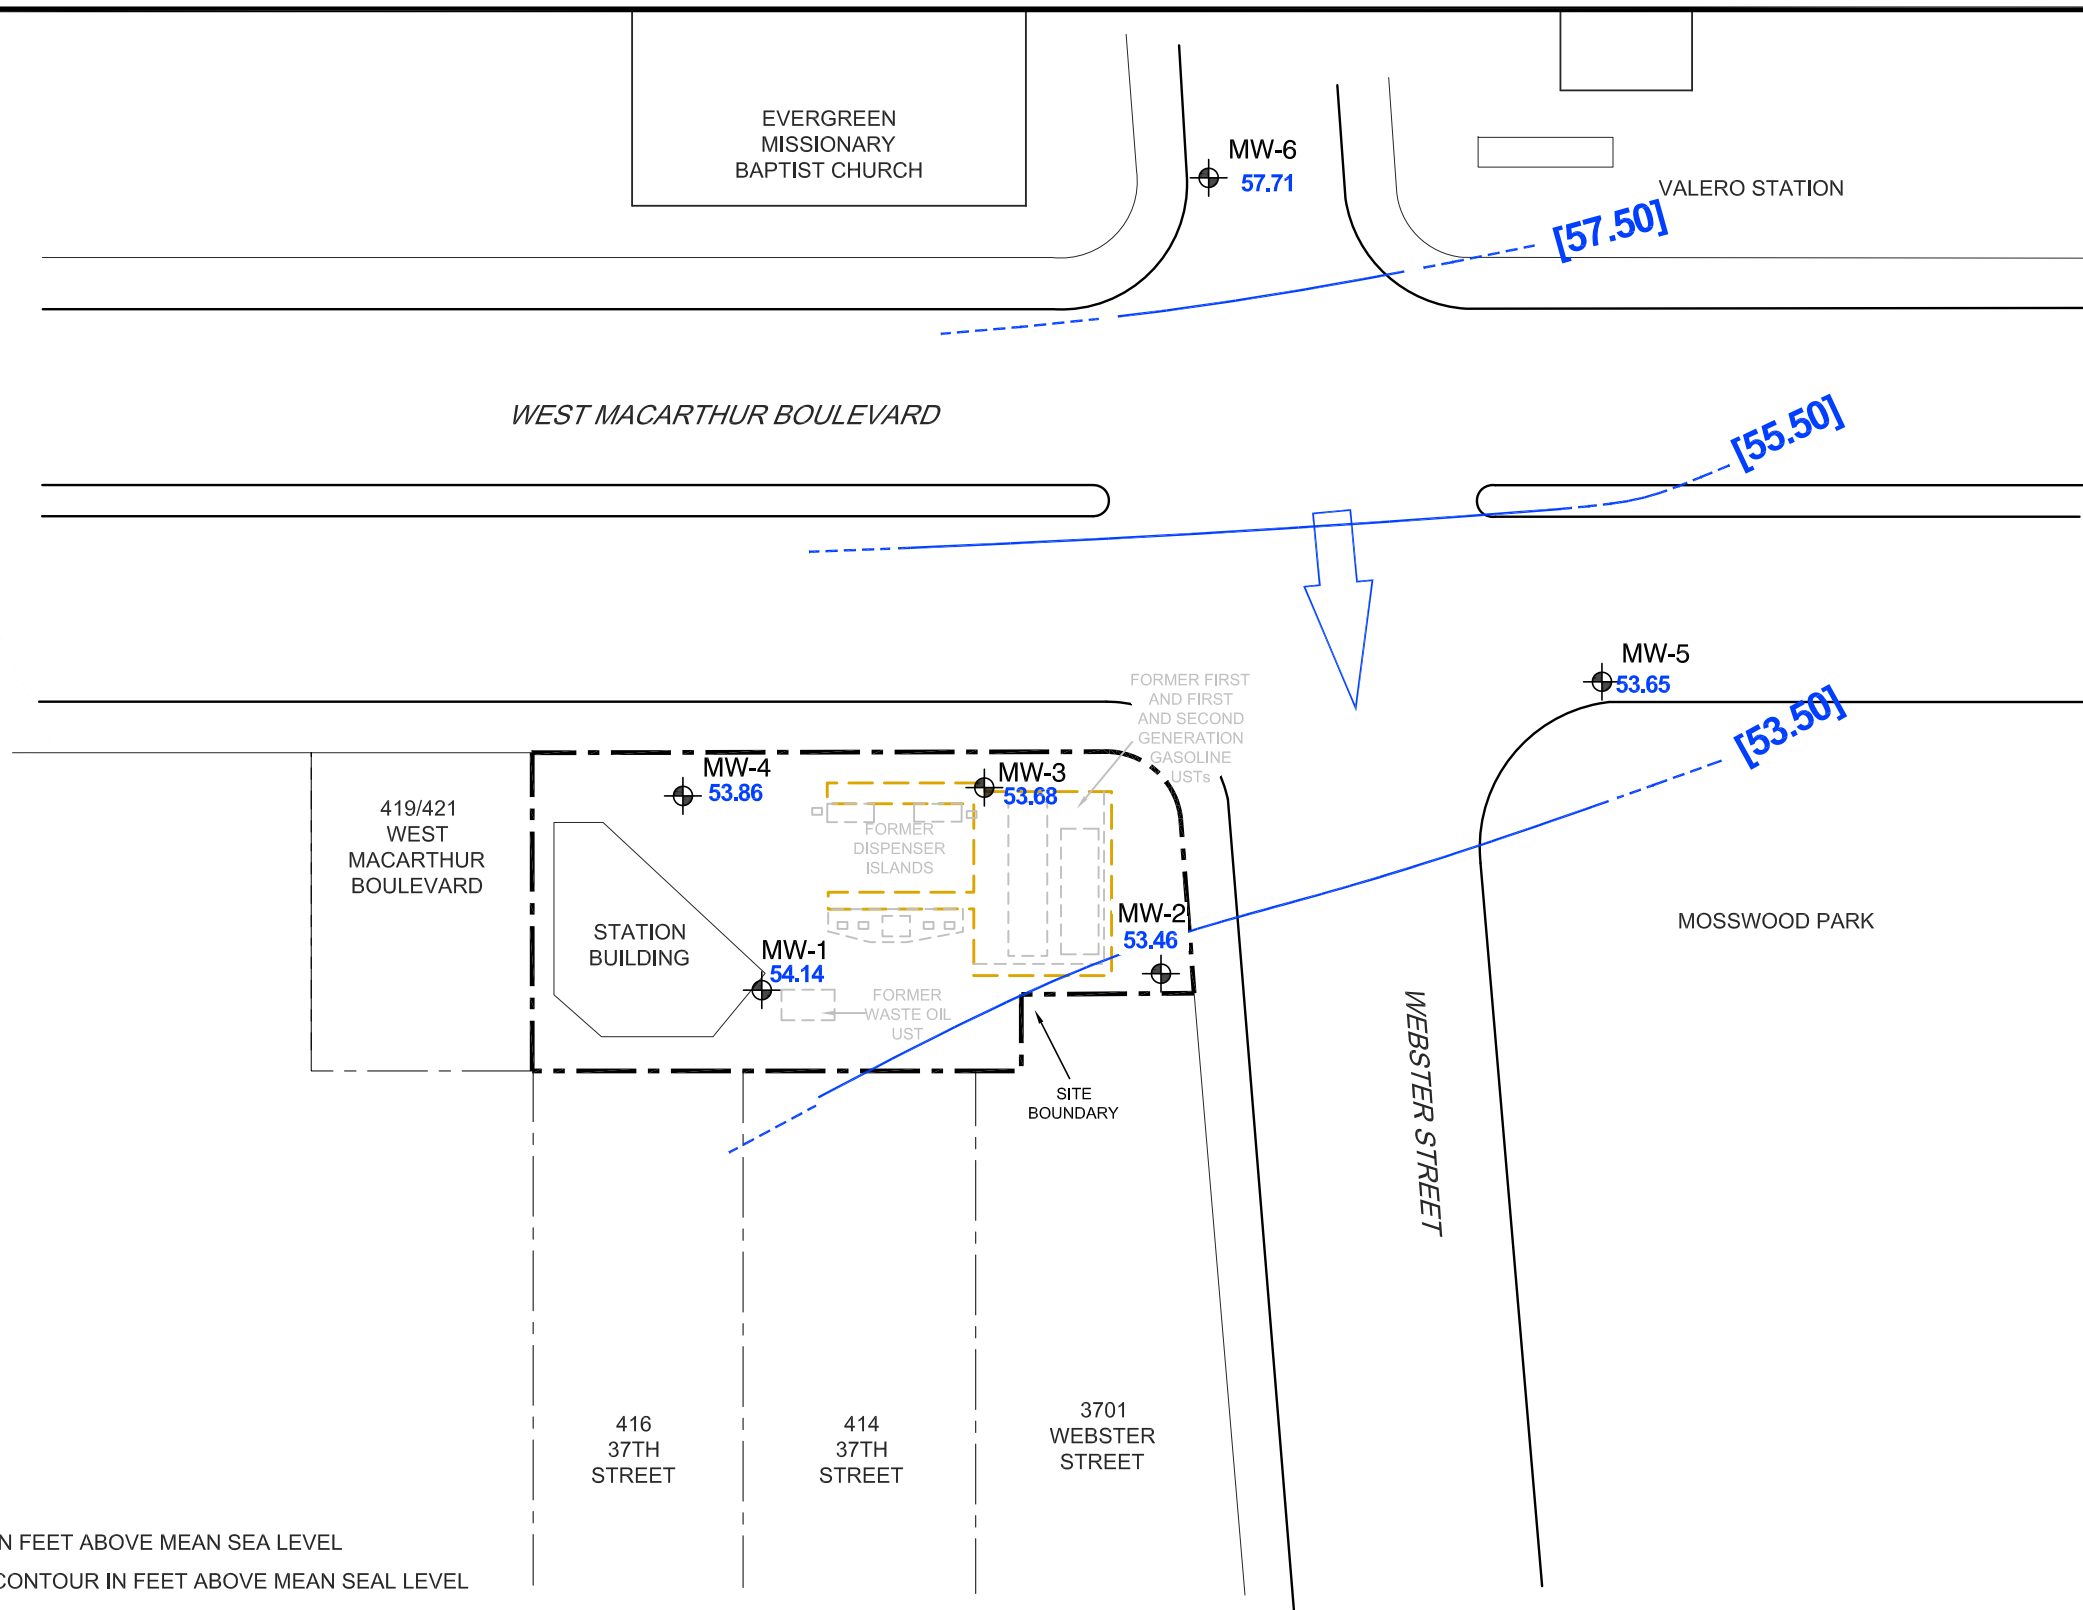 EVERGREEN
MISSIONARY
BAPTIST CHURCH
MW-6
57.71
VALERO STATION
[57.50]
WEST MACARTHUR BOULEVARD
[55.50]
MW-5
53.65
[53.50]
FORMER FIRST
AND FIRST
AND SECOND
GENERATION
GASOLINE
USTs
MW-4
53.86
MW-3
53.68
419/421
WEST
MACARTHUR
BOULEVARD
FORMER
DISPENSER
ISLANDS
STATION
BUILDING
MW-1
54.14
MW-2
53.46
MOSSWOOD PARK
FORMER
WASTE OIL
UST
SITE
BOUNDARY
WEBSTER STREET
416
37TH
STREET
414
37TH
STREET
3701
WEBSTER
STREET
N FEET ABOVE MEAN SEA LEVEL
CONTOUR IN FEET ABOVE MEAN SEAL LEVEL